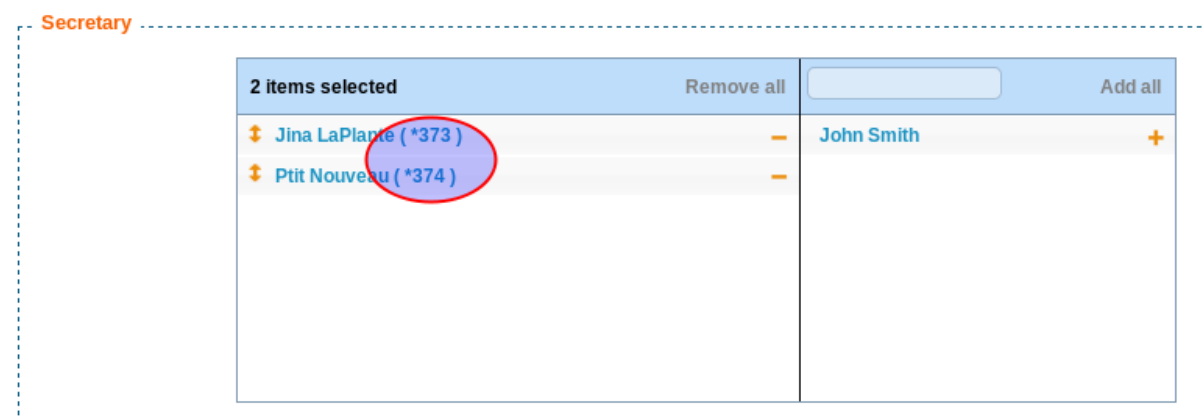 Secretary
2 items selected Remove all Add all
Jina LaPlante ( *373 ) John Smith
Ptit Nouveau ( *374 )